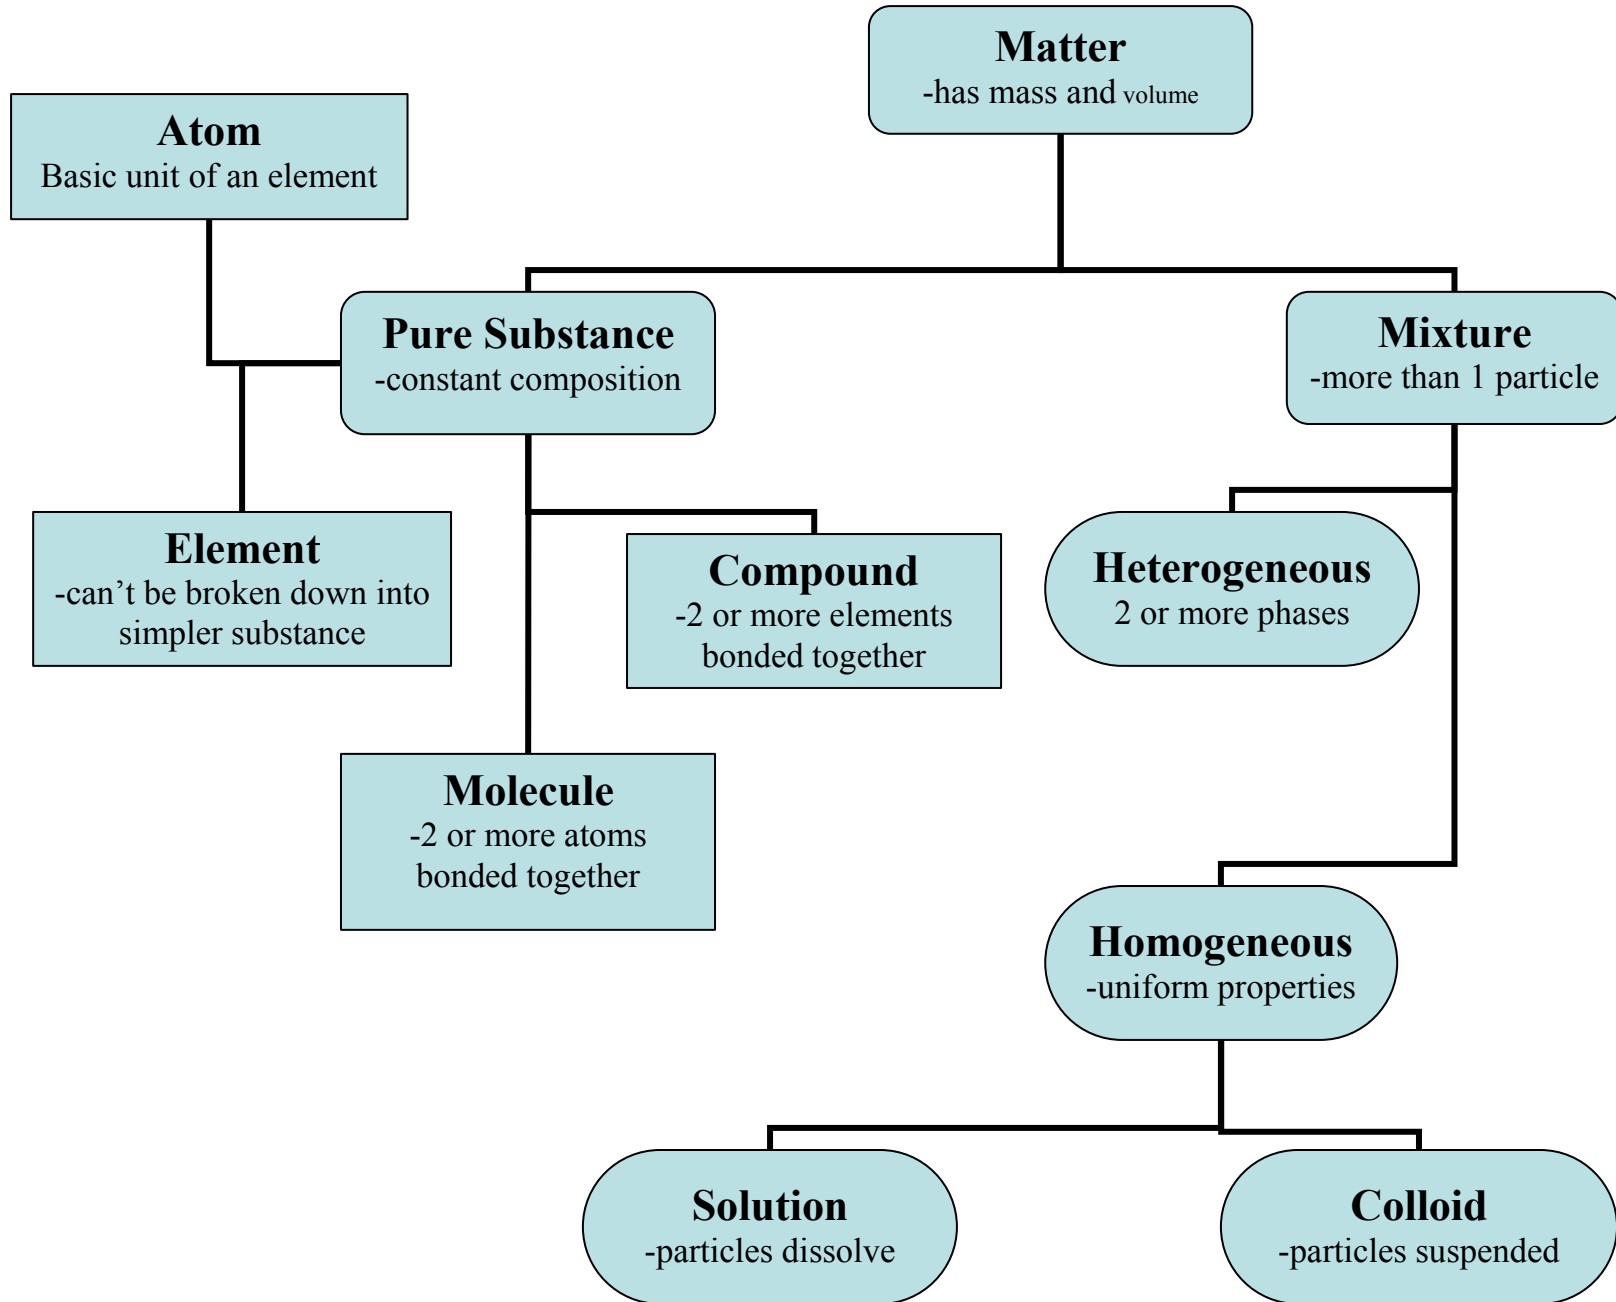 Matter
-has mass and volume
Atom
Basic unit of an element
Pure Substance
-constant composition
Mixture
-more than 1 particle
Element
-can’t be broken down into
simpler substance
Compound
-2 or more elements
bonded together
Heterogeneous
2 or more phases
Molecule
-2 or more atoms
bonded together
Homogeneous
-uniform properties
Solution
-particles dissolve
Colloid
-particles suspended